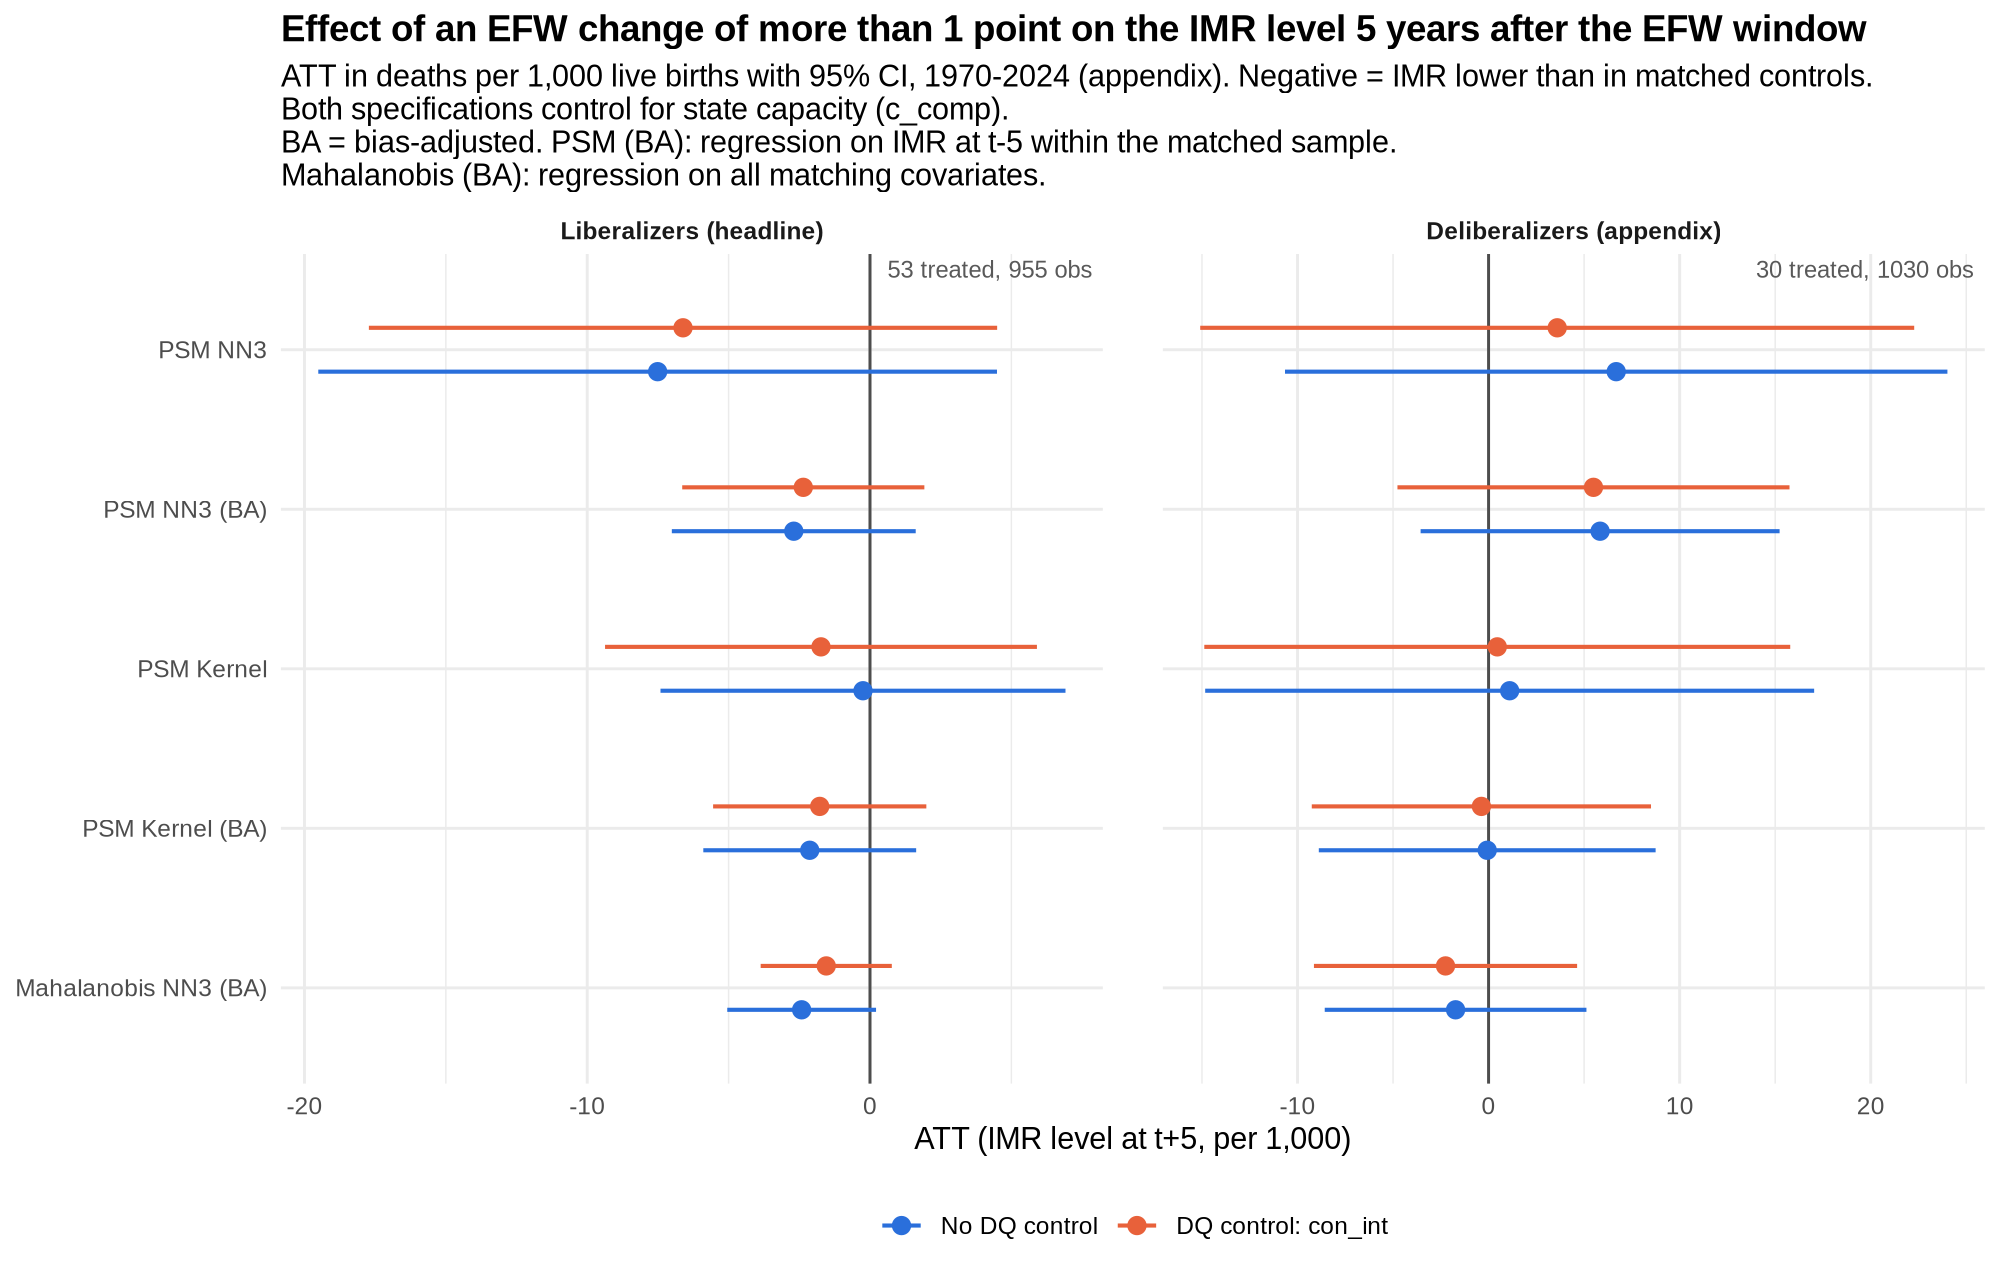 Effect of an EFW change of more than 1 point on the IMR level 5 years after the EFW window
ATT in deaths per 1,000 live births with 95% CI, 1970-2024 (appendix). Negative = IMR lower than in matched controls.
Both specifications control for state capacity (c_comp).
BA = bias-adjusted. PSM (BA): regression on IMR at t-5 within the matched sample.
Mahalanobis (BA): regression on all matching covariates.
Liberalizers (headline)
Deliberalizers (appendix)
53 treated, 955 obs
30 treated, 1030 obs
PSM NN3
PSM NN3 (BA)
PSM Kernel
PSM Kernel (BA)
Mahalanobis NN3 (BA)
-20 -10 0
-10 0 10 20
ATT (IMR level at t+5, per 1,000)
No DQ control
DQ control: con_int